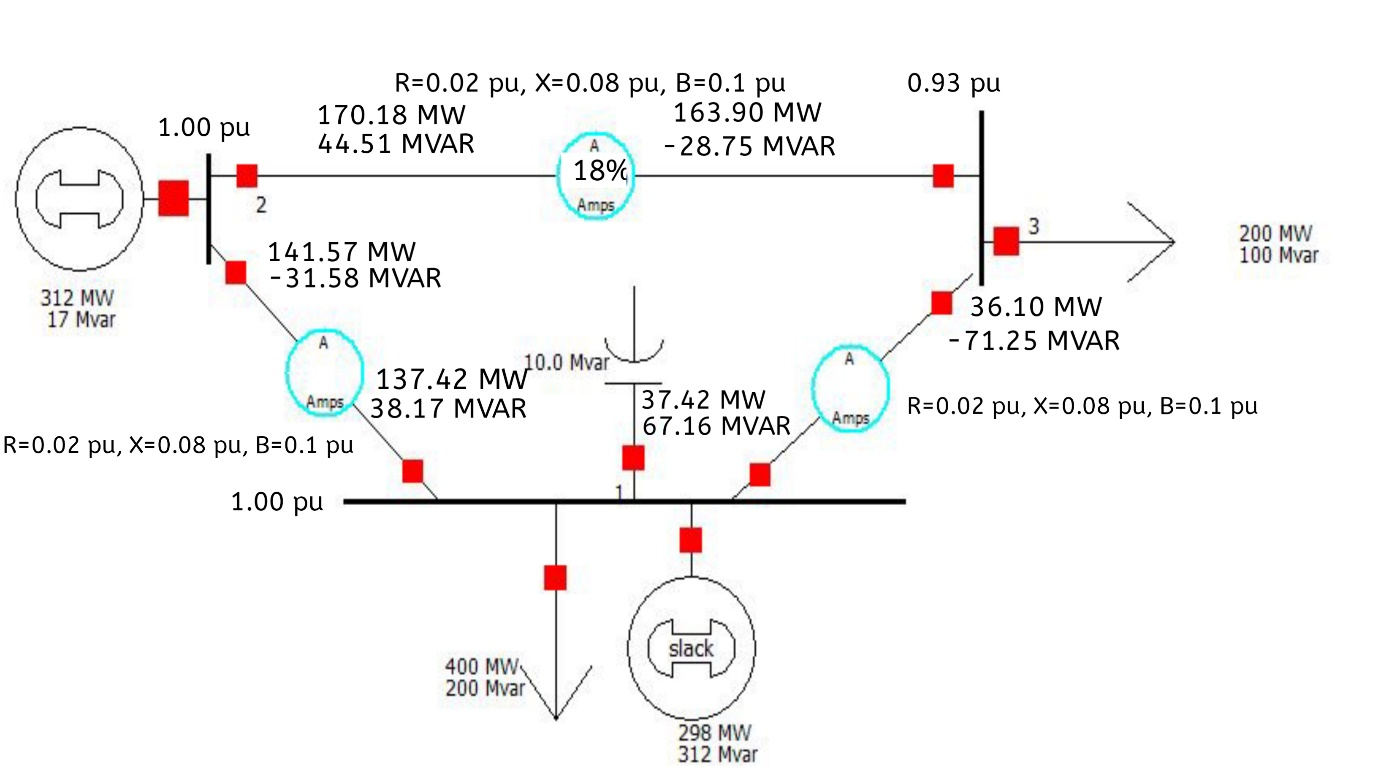 R=0.02 pu, X=0.08 pu, B=0.1 pu
0.93 pu
170.18 MW
44.51 MVAR
163.90 MW
-28.75 MVAR
1.00 pu
A
18%
Amps
2
3
200 MW
100 Mvar
141.57 MW
-31.58 MVAR
312 MW
17 Mvar
36.10 MW
-71.25 MVAR
A
Amps
10.0 Mvar
A
Amps
137.42 MW
38.17 MVAR
37.42 MW
67.16 MVAR
R=0.02 pu, X=0.08 pu, B=0.1 pu
R=0.02 pu, X=0.08 pu, B=0.1 pu
1.00 pu
1
slack
400 MW
200 Mvar
298 MW
312 Mvar